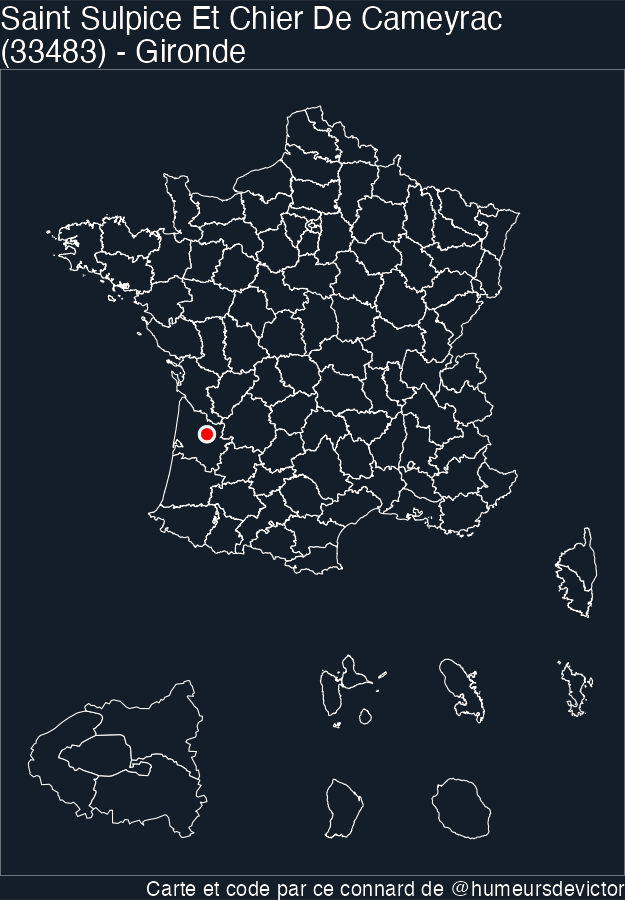 Saint Sulpice Et Chier De Cameyrac
(33483) - Gironde
Carte et code par ce connard de @humeursdevictor